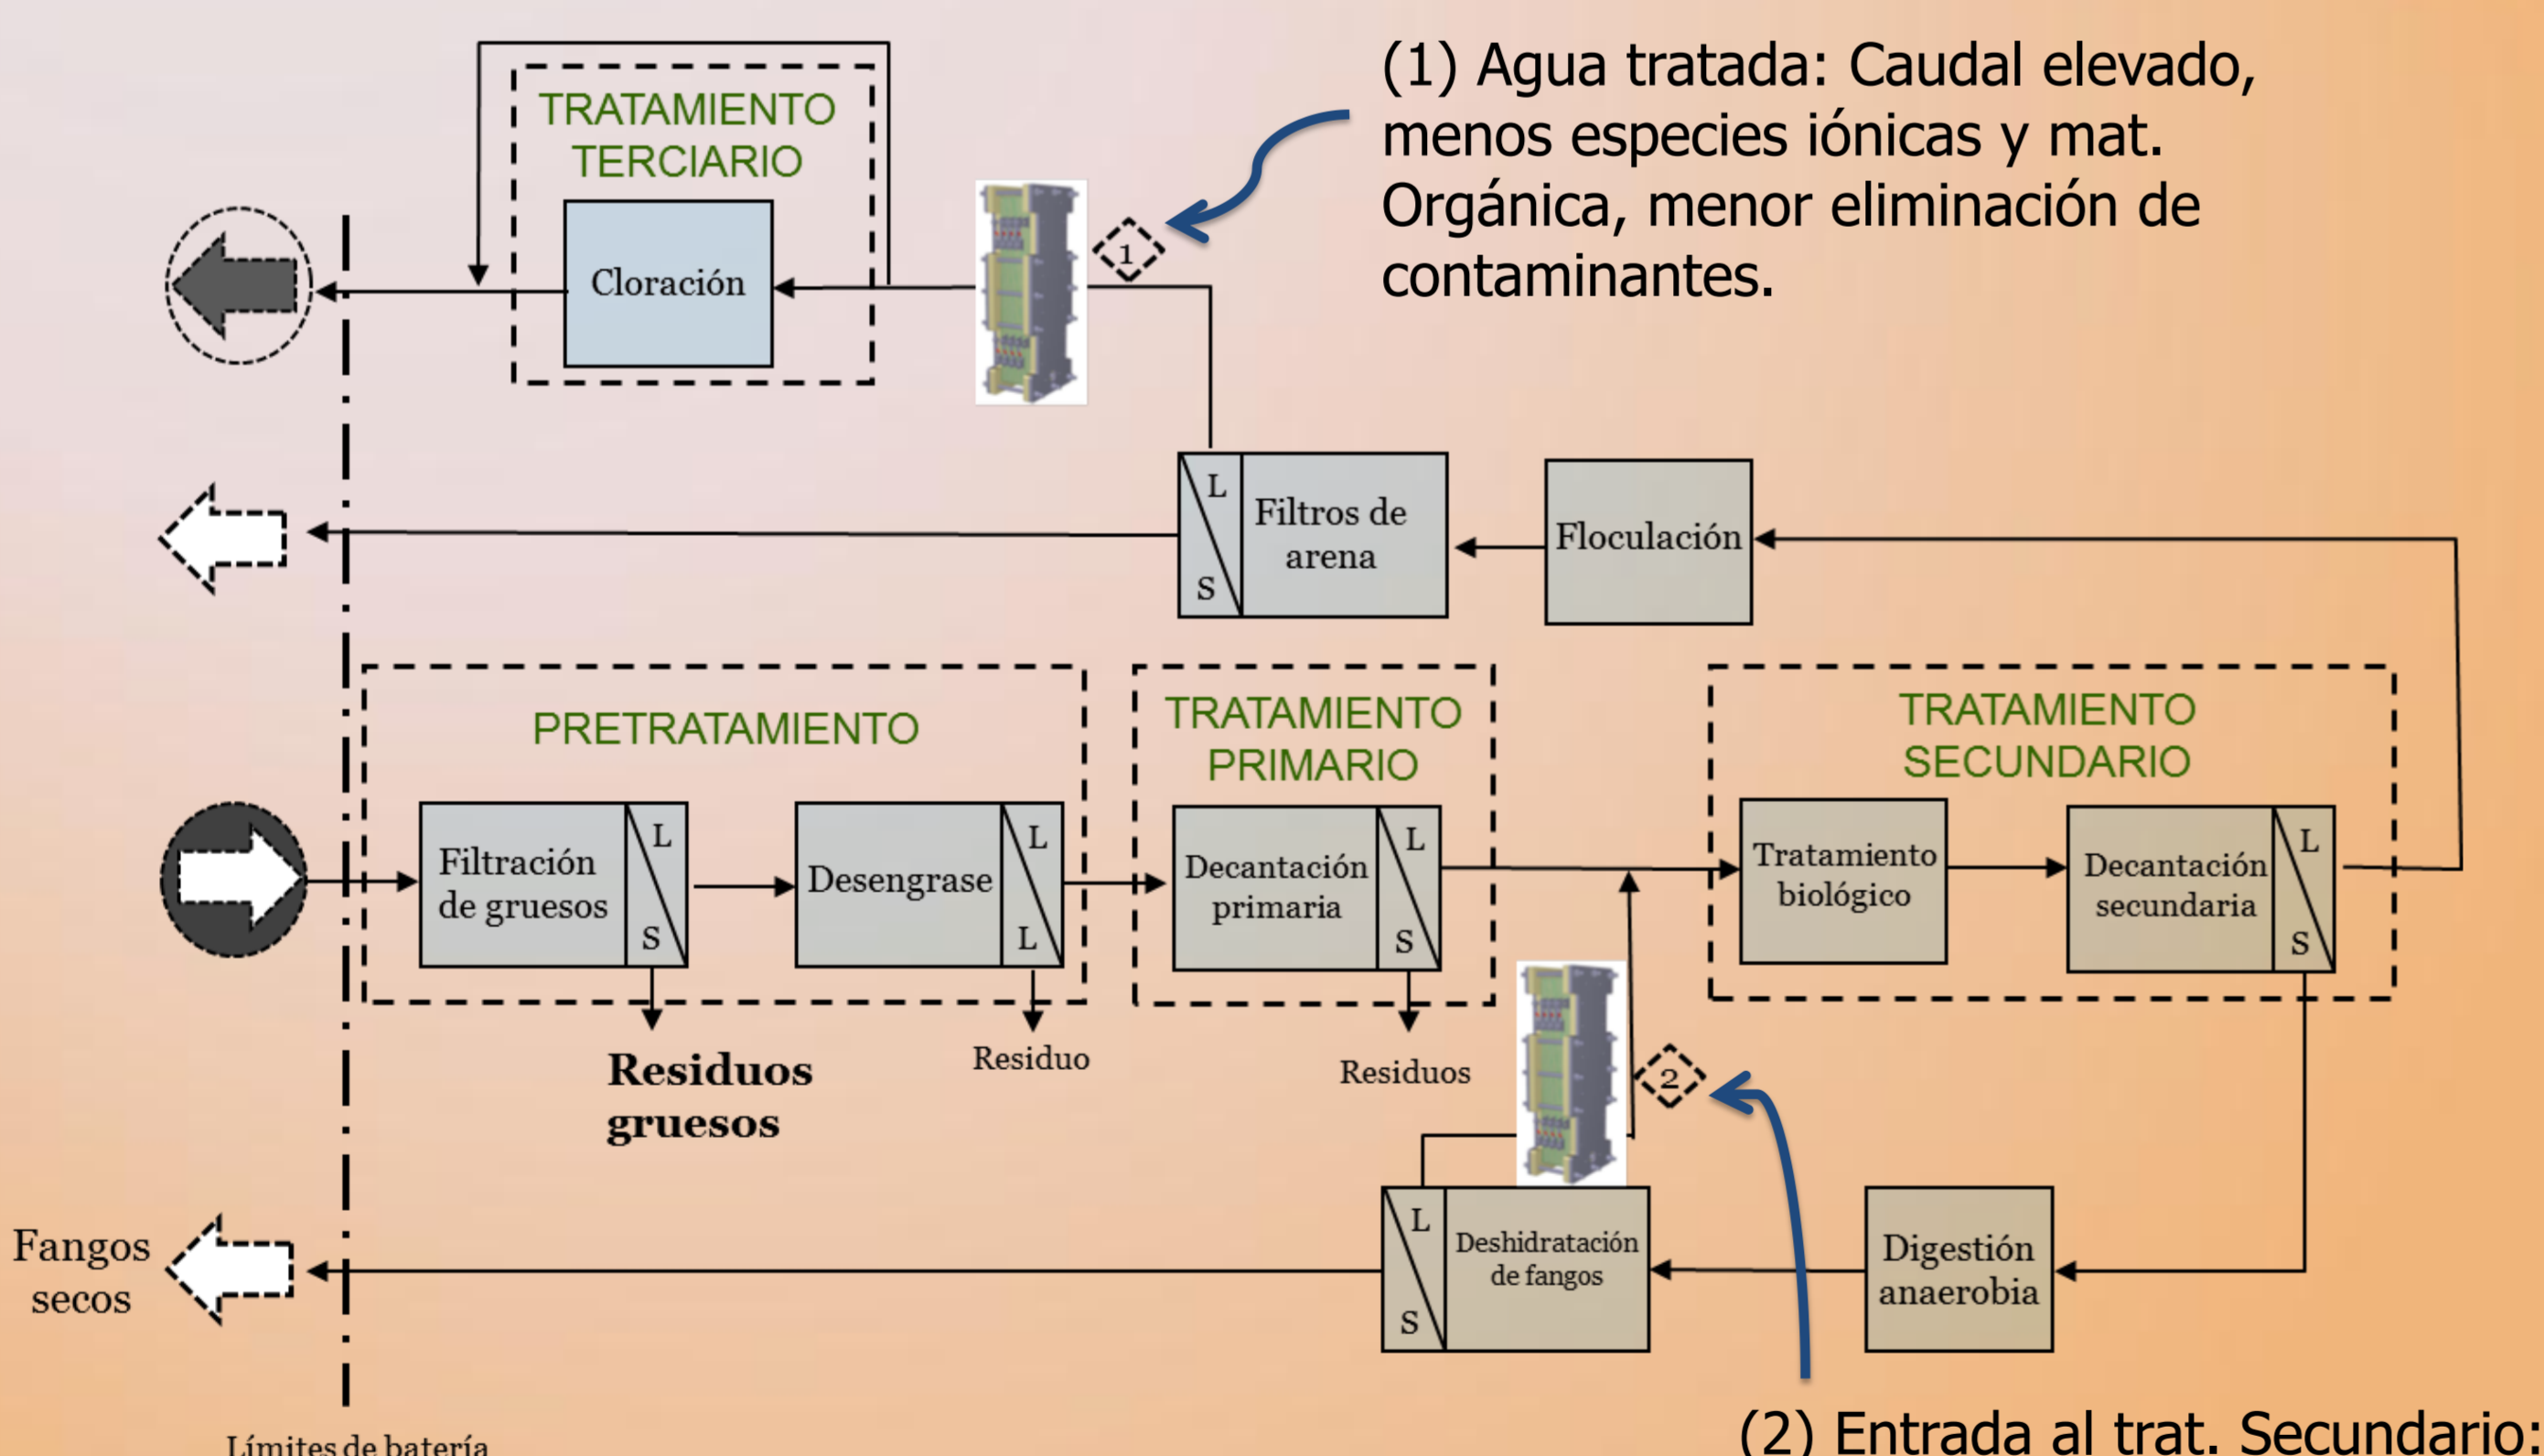 (1) Agua tratada: Caudal elevado,
menos especies iónicas y mat.
Orgánica, menor eliminación de
contaminantes.
TRATAMIENTO
TERCIARIO
Cloración
1
L
S
Filtros de
arena
Floculación
PRETRATAMIENTO
Filtración
de gruesos
L
S
Desengrase
L
L
TRATAMIENTO
PRIMARIO
Decantación
primaria
L
S
TRATAMIENTO
SECUNDARIO
Tratamiento
biológico
Decantación
secundaria
L
S
Residuos
gruesos
Residuo
Residuos
2
Fangos
secos
L
S
Deshidratación
de fangos
Digestión
anaerobia
Límites de batería
(2) Entrada al trat. Secundario: